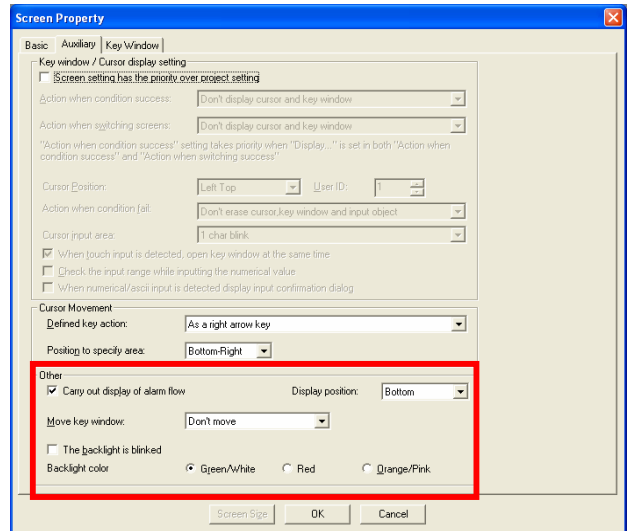 Screen Property
Basic Auxiliary Key Window
Key window / Cursor display setting
Screen setting has the priority over project setting
Action when condition success: Don't display cursor and key window
Action when switching screens: Don't display cursor and key window
"Action when condition success" setting takes priority when "Display..." is set in both "Action when
condition success" and "Action when switching success"
Cursor Position: Left Top User ID: 1
Action when condition fail: Don't erase cursor,key window and input object
Cursor input area: 1 char blink
When touch input is detected, open key window at the same time
Check the input range while inputting the numerical value
When numerical/ascii input is detected display input confirmation dialog
Cursor Movement
Defined key action: As a right arrow key
Position to specify area: Bottom-Right
Other
Carry out display of alarm flow Display position: Bottom
Move key window: Don't move
The backlight is blinked
Backlight color Green/White Red Orange/Pink
Screen Size OK Cancel